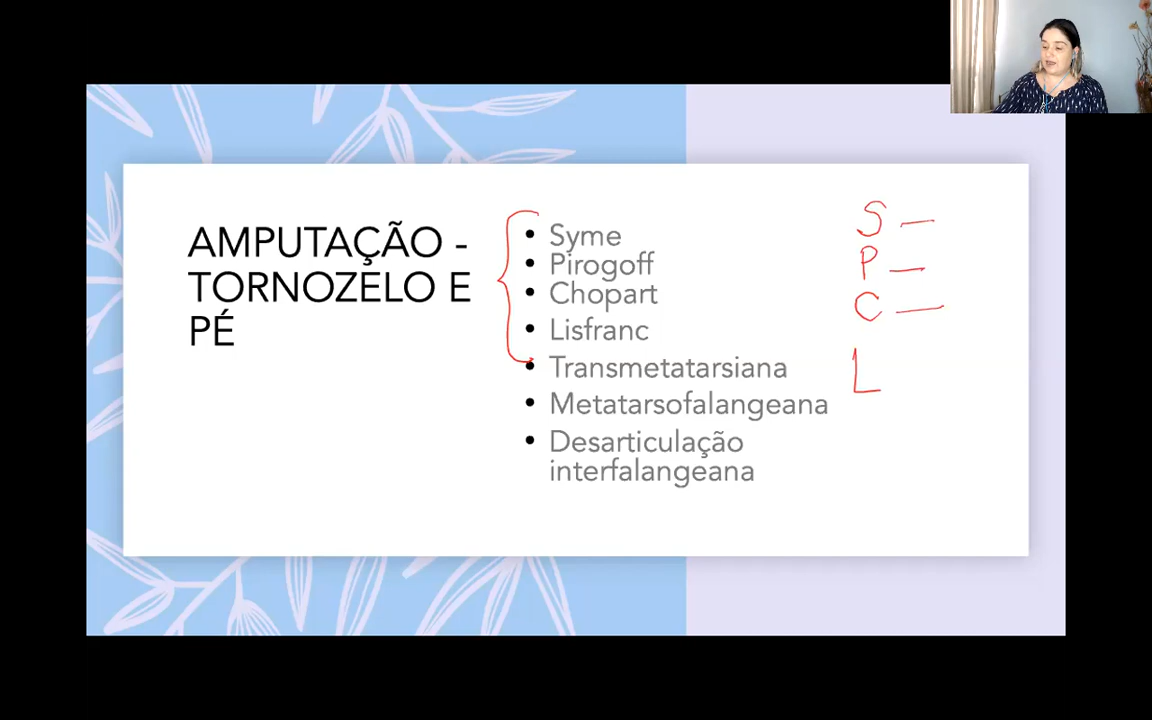 AMPUTAÇÃO -
TORNOZELO E
PÉ
• Syme
• Pirogoff
• Chopart
• Lisfranc
• Transmetatarsiana
• Metatarsofalangeana
• Desarticulação
interfalangeana
S —
P —
C —
L